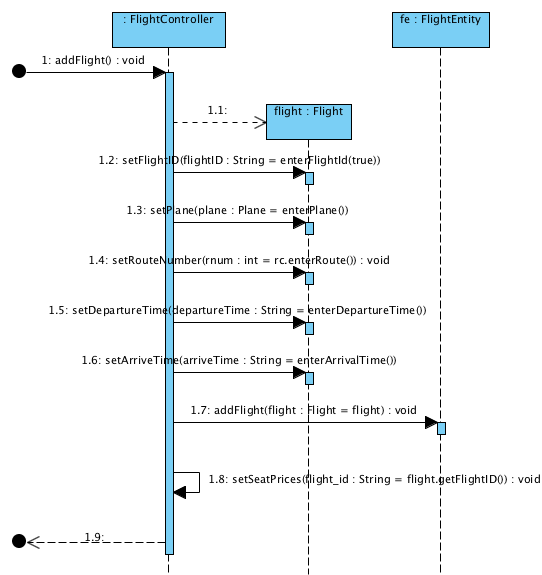 : FlightController
fe : FlightEntity
1: addFlight() : void
1.1:
flight : Flight
1.2: setFlightID(flightID : String = enterFlightId(true))
1.3: setPlane(plane : Plane = enterPlane())
1.4: setRouteNumber(rnum : int = rc.enterRoute()) : void
1.5: setDepartureTime(departureTime : String = enterDepartureTime())
1.6: setArriveTime(arriveTime : String = enterArrivalTime())
1.7: addFlight(flight : Flight = flight) : void
1.8: setSeatPrices(flight_id : String = flight.getFlightID()) : void
1.9: